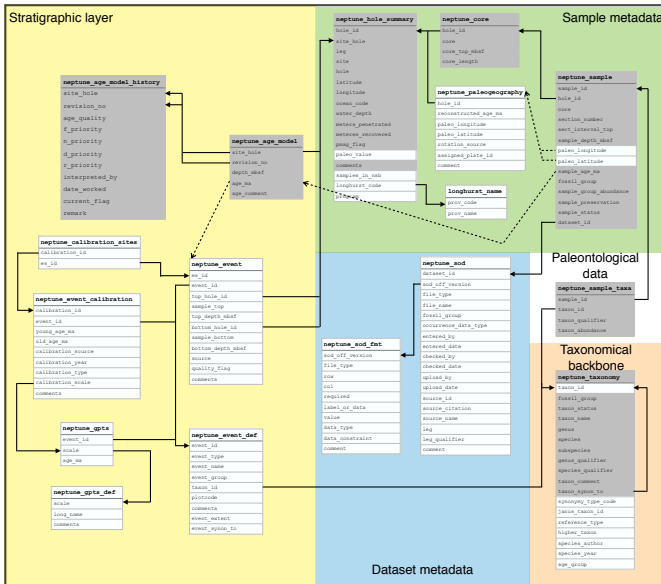 Stratigraphic layer
Sample metadata
neptune_age_model_history
site_hole
revision_no
age_quality
f_priority
n_priority
d_priority
r_priority
interpreted_by
date_worked
current_flag
remark
neptune_age_model
site_hole
revision_no
depth_mbsf
age_ma
age_comment
neptune_hole_summary
hole_id
site_hole
leg
site
hole
latitude
longitude
ocean_code
water_depth
meters_penetrated
meteres_recovered
pmag_flag
paleo_value
comments
samples_in_nsb
longhurst_code
neptune_core
hole_id
core
core_top_mbsf
core_length
neptune_paleogeography
hole_id
reconstructed_age_ma
paleo_longitude
paleo_latitude
rotation_source
assigned_plate_id
comment
longhurst_name
prov_code
prov_name
neptune_sample
sample_id
hole_id
core
section_number
sect_interval_top
sample_depth_mbsf
paleo_longitude
paleo_latitude
sample_age_ma
fossil_group
sample_group_abundance
sample_preservation
sample_status
dataset_id
neptune_calibration_sites
calibration_id
es_id
neptune_event
es_id
event_id
top_hole_id
sample_top
top_depth_mbsf
bottom_hole_id
sample_bottom
bottom_depth_mbsf
source
quality_flag
comments
neptune_event_calibration
calibration_id
event_id
young_age_ma
old_age_ma
calibration_source
calibration_year
calibration_type
calibration_scale
comments
neptune_gpts
event_id
scale
age_ma
neptune_gpts_def
scale
long_name
comments
neptune_event_def
event_id
event_type
event_name
event_group
taxon_id
plotcode
comments
event_extent
event_synon_to
neptune_sod
dataset_id
sod_off_version
file_type
file_name
fossil_group
occurrence_data_type
entered_by
entered_date
checked_by
checked_date
upload_by
upload_date
source_id
source_citation
source_name
leg
leg_qualifier
comment
neptune_sod_fmt
sod_off_version
file_type
row
col
required
label_or_data
value
data_type
data_constraint
comment
Dataset metadata
Paleontological
data
neptune_sample_taxa
sample_id
taxon_id
taxon_qualifier
taxon_abundance
Taxonomical
backbone
neptune_taxonomy
taxon_id
fossil_group
taxon_status
taxon_name
genus
species
subspecies
genus_qualifier
species_qualifier
taxon_comment
taxon_synon_to
synonymy_type_code
janus_taxon_id
reference_type
higher_taxon
species_author
species_year
age_group